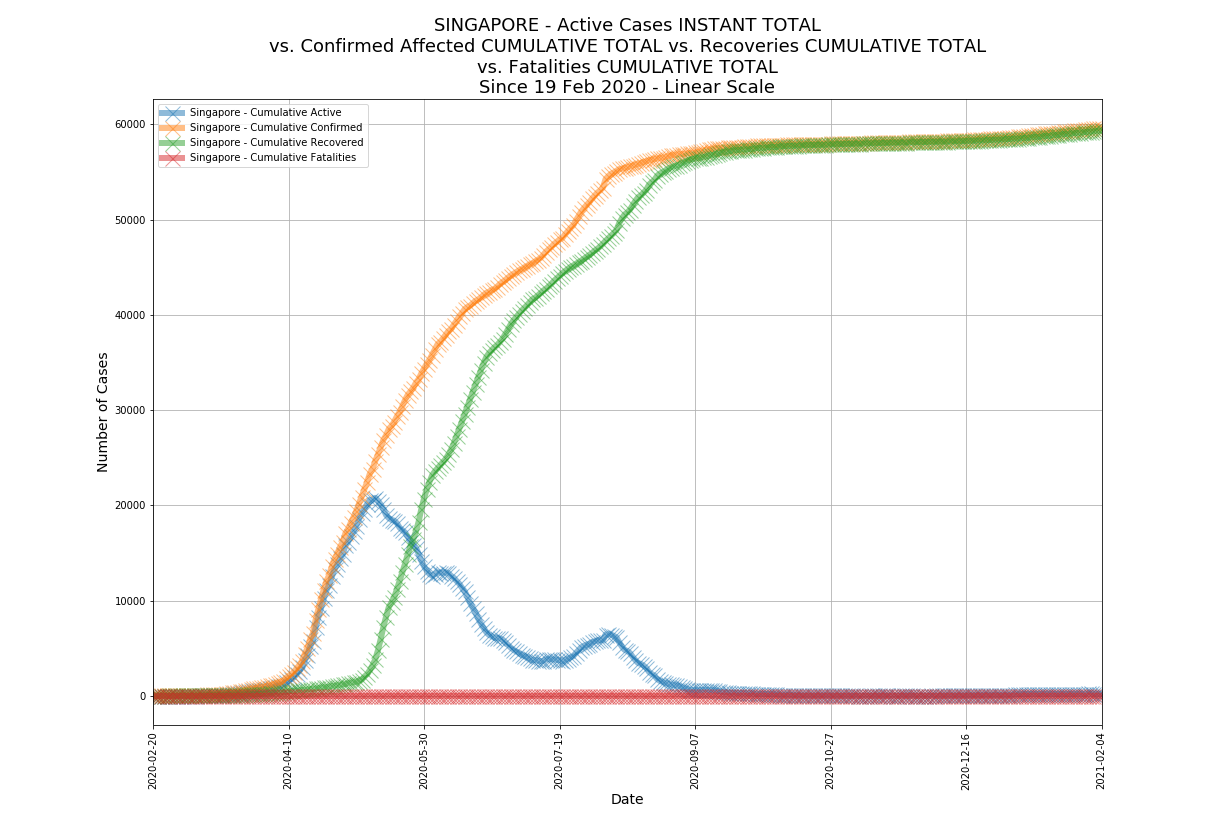 SINGAPORE - Active Cases INSTANT TOTAL
vs. Confirmed Affected CUMULATIVE TOTAL vs. Recoveries CUMULATIVE TOTAL
vs. Fatalities CUMULATIVE TOTAL
Since 19 Feb 2020 - Linear Scale
Singapore - Cumulative Active
Singapore - Cumulative Confirmed
Singapore - Cumulative Recovered
Singapore - Cumulative Fatalities
Number of Cases
60000
50000
40000
30000
20000
10000
0
2020-02-20
2020-04-10
2020-05-30
2020-07-19
2020-09-07
2020-10-27
2020-12-16
2021-02-04
Date